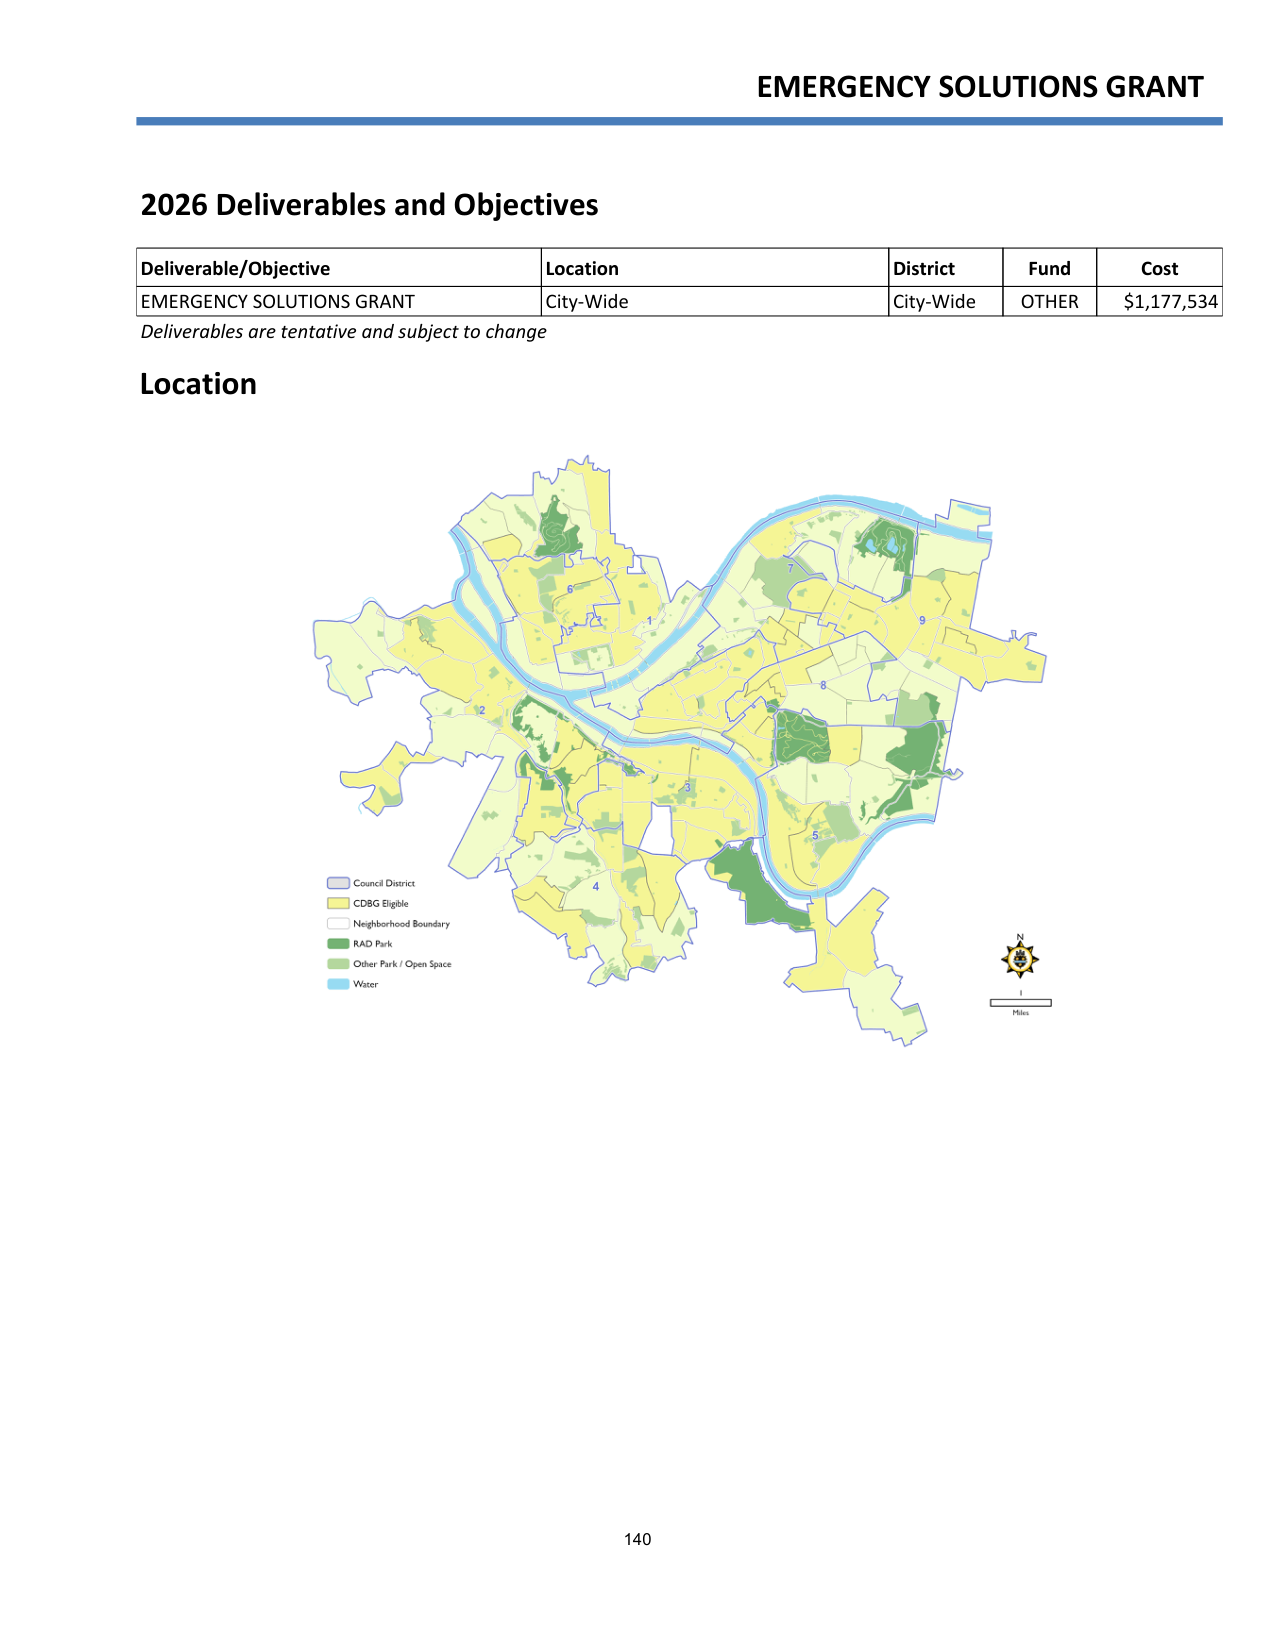 EMERGENCY SOLUTIONS GRANT
2026 Deliverables and Objectives
Deliverable/Objective Location District Fund Cost
EMERGENCY SOLUTIONS GRANT City-Wide City-Wide OTHER $1,177,534
Deliverables are tentative and subject to change
Location
7
6
1
9
8
2
3
5
4
Council District
CDBG Eligible
Neighborhood Boundary
RAD Park
Other Park / Open Space
Water
N
1
Miles
140